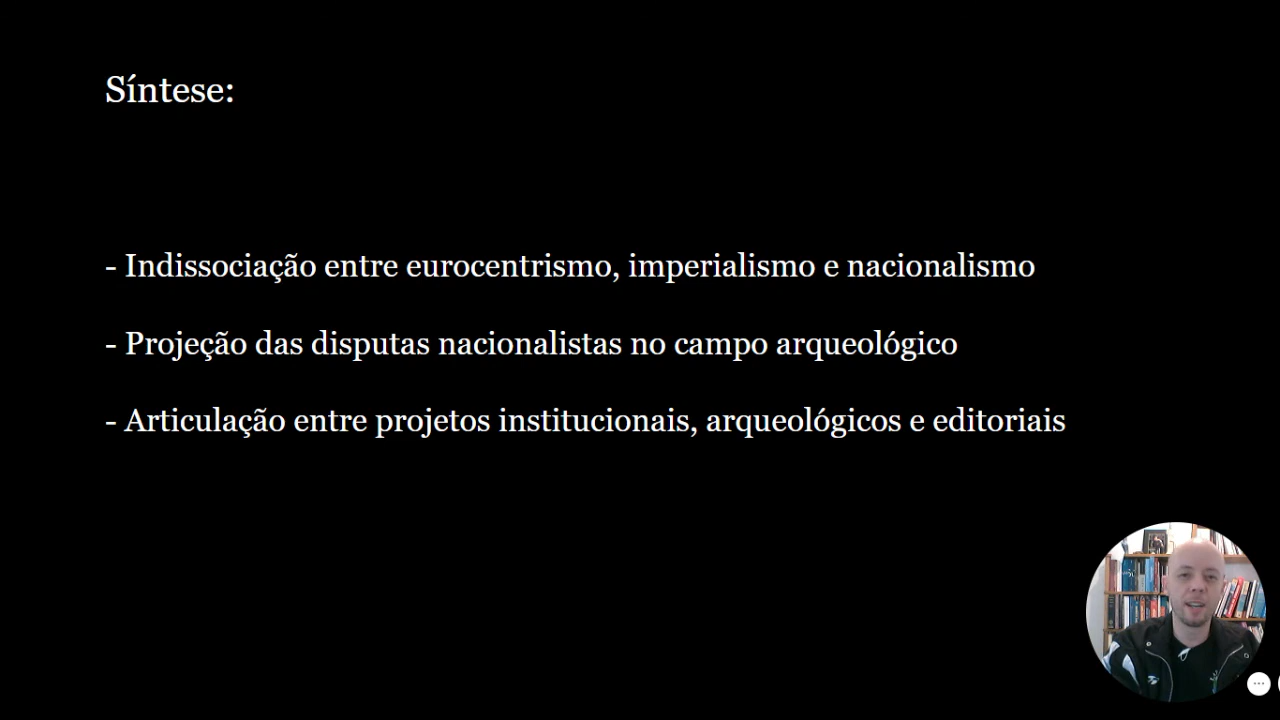 Síntese:
- Indissociação entre eurocentrismo, imperialismo e nacionalismo
- Projeção das disputas nacionalistas no campo arqueológico
- Articulação entre projetos institucionais, arqueológicos e editoriais